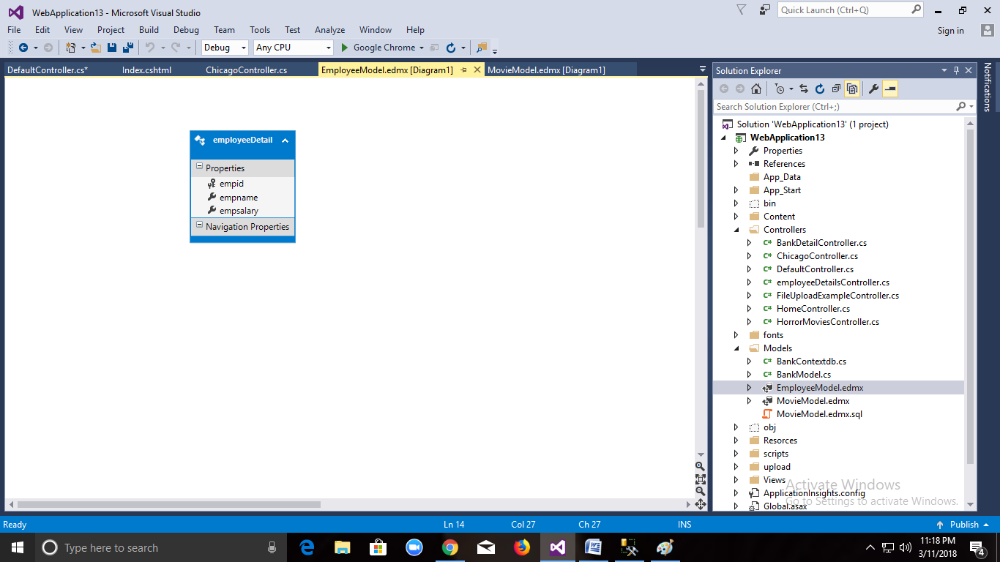 WebApplication13 - Microsoft Visual Studio
Quick Launch (Ctrl+Q)
File Edit View Project Build Debug Team Tools Test Analyze Window Help
Sign in
Debug Any CPU Google Chrome
DefaultController.cs* Index.cshtml ChicagoController.cs EmployeeModel.edmx [Diagram1] MovieModel.edmx [Diagram1]
employeeDetail
Properties
empid
empname
empsalary
Navigation Properties
Solution Explorer
Search Solution Explorer (Ctrl+;)
Solution 'WebApplication13' (1 project)
WebApplication13
Properties
References
App_Data
App_Start
bin
Content
Controllers
C# BankDetailController.cs
C# ChicagoController.cs
C# DefaultController.cs
C# employeeDetailsController.cs
C# FileUploadExampleController.cs
C# HomeController.cs
C# HorrorMoviesController.cs
fonts
Models
C# BankContextdb.cs
C# BankModel.cs
EmployeeModel.edmx
MovieModel.edmx
MovieModel.edmx.sql
obj
Resorces
scripts
upload
Views
ApplicationInsights.config
Global.asax
Activate Windows
Go to Settings to activate Windows.
Notifications
Ready Ln 14 Col 27 Ch 27 INS Publish
Type here to search
11:18 PM
3/11/2018
4